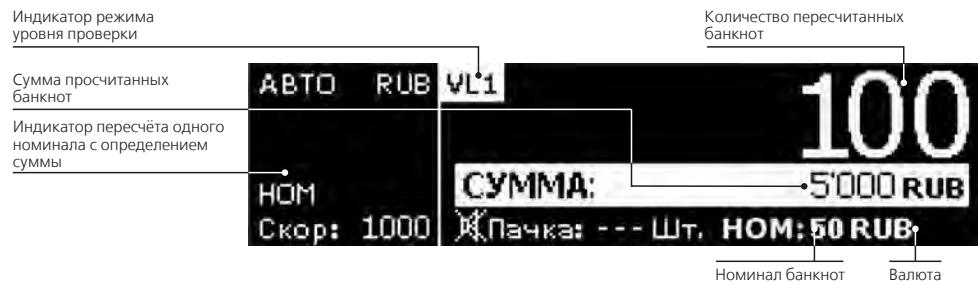 Индикатор режима
уровня проверки
Количество пересчитанных
банкнот
Сумма просчитанных
банкнот
Индикатор пересчёта одного
номинала с определением
суммы
АВТО RUB VL1
100
НОМ
СУММА: 5'000 RUB
Скор: 1000 Пачка: --- Шт. НОМ: 50 RUB
Номинал банкнот Валюта